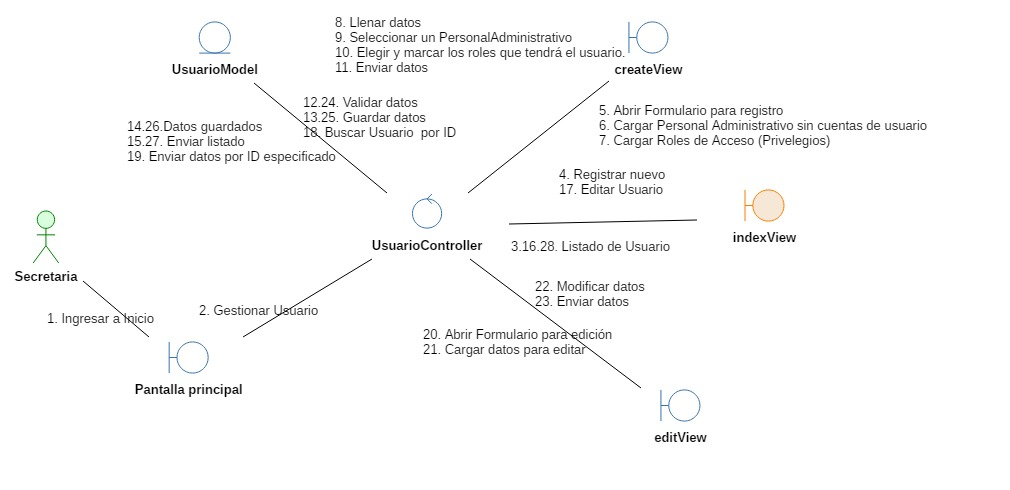 8. Llenar datos
9. Seleccionar un PersonalAdministrativo
10. Elegir y marcar los roles que tendrá el usuario.
11. Enviar datos
UsuarioModel
createView
12.24. Validar datos
13.25. Guardar datos
18. Buscar Usuario por ID
14.26.Datos guardados
15.27. Enviar listado
19. Enviar datos por ID especificado
5. Abrir Formulario para registro
6. Cargar Personal Administrativo sin cuentas de usuario
7. Cargar Roles de Acceso (Privelegios)
4. Registrar nuevo
17. Editar Usuario
UsuarioController
indexView
3.16.28. Listado de Usuario
Secretaria
1. Ingresar a Inicio
2. Gestionar Usuario
22. Modificar datos
23. Enviar datos
20. Abrir Formulario para edición
21. Cargar datos para editar
Pantalla principal
editView